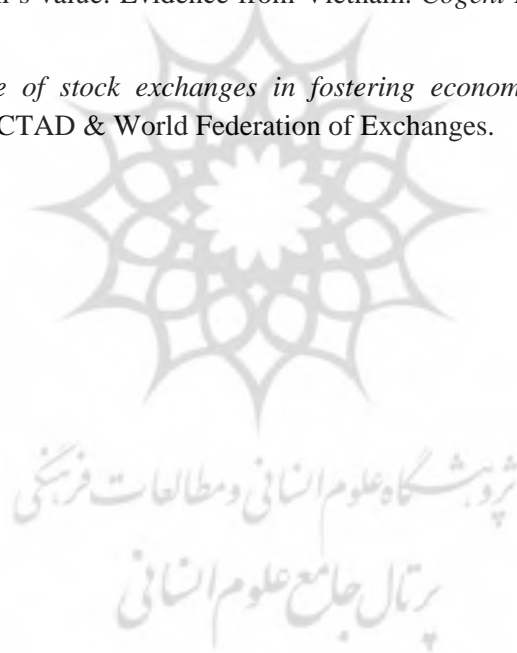 's value: Evidence from Vietnam. Cogent
e of stock exchanges in fostering econom
CTAD & World Federation of Exchanges.
پژوهشگاه علوم انسانی و مطالعات فرهنگی
پرتال جامع علوم انسانی